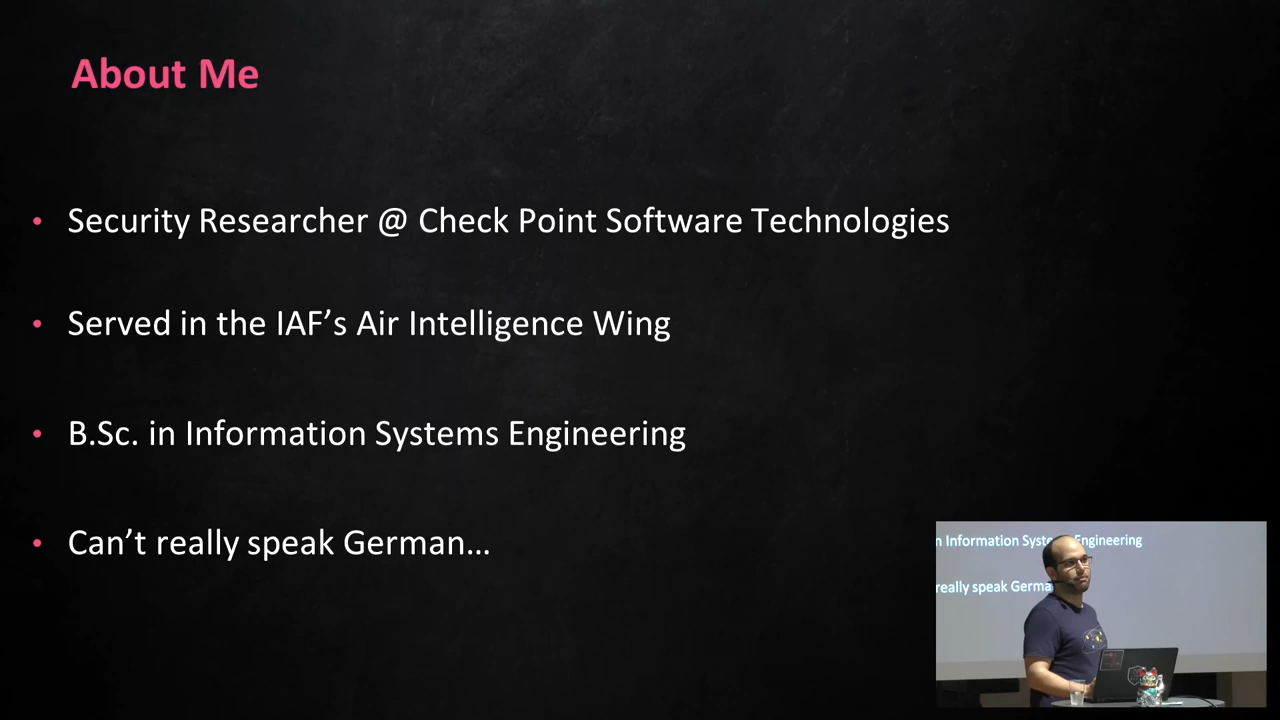 About Me
• Security Researcher @ Check Point Software Technologies
• Served in the IAF’s Air Intelligence Wing
• B.Sc. in Information Systems Engineering
• Can’t really speak German…
n Information Syste Engineering
really speak Germa